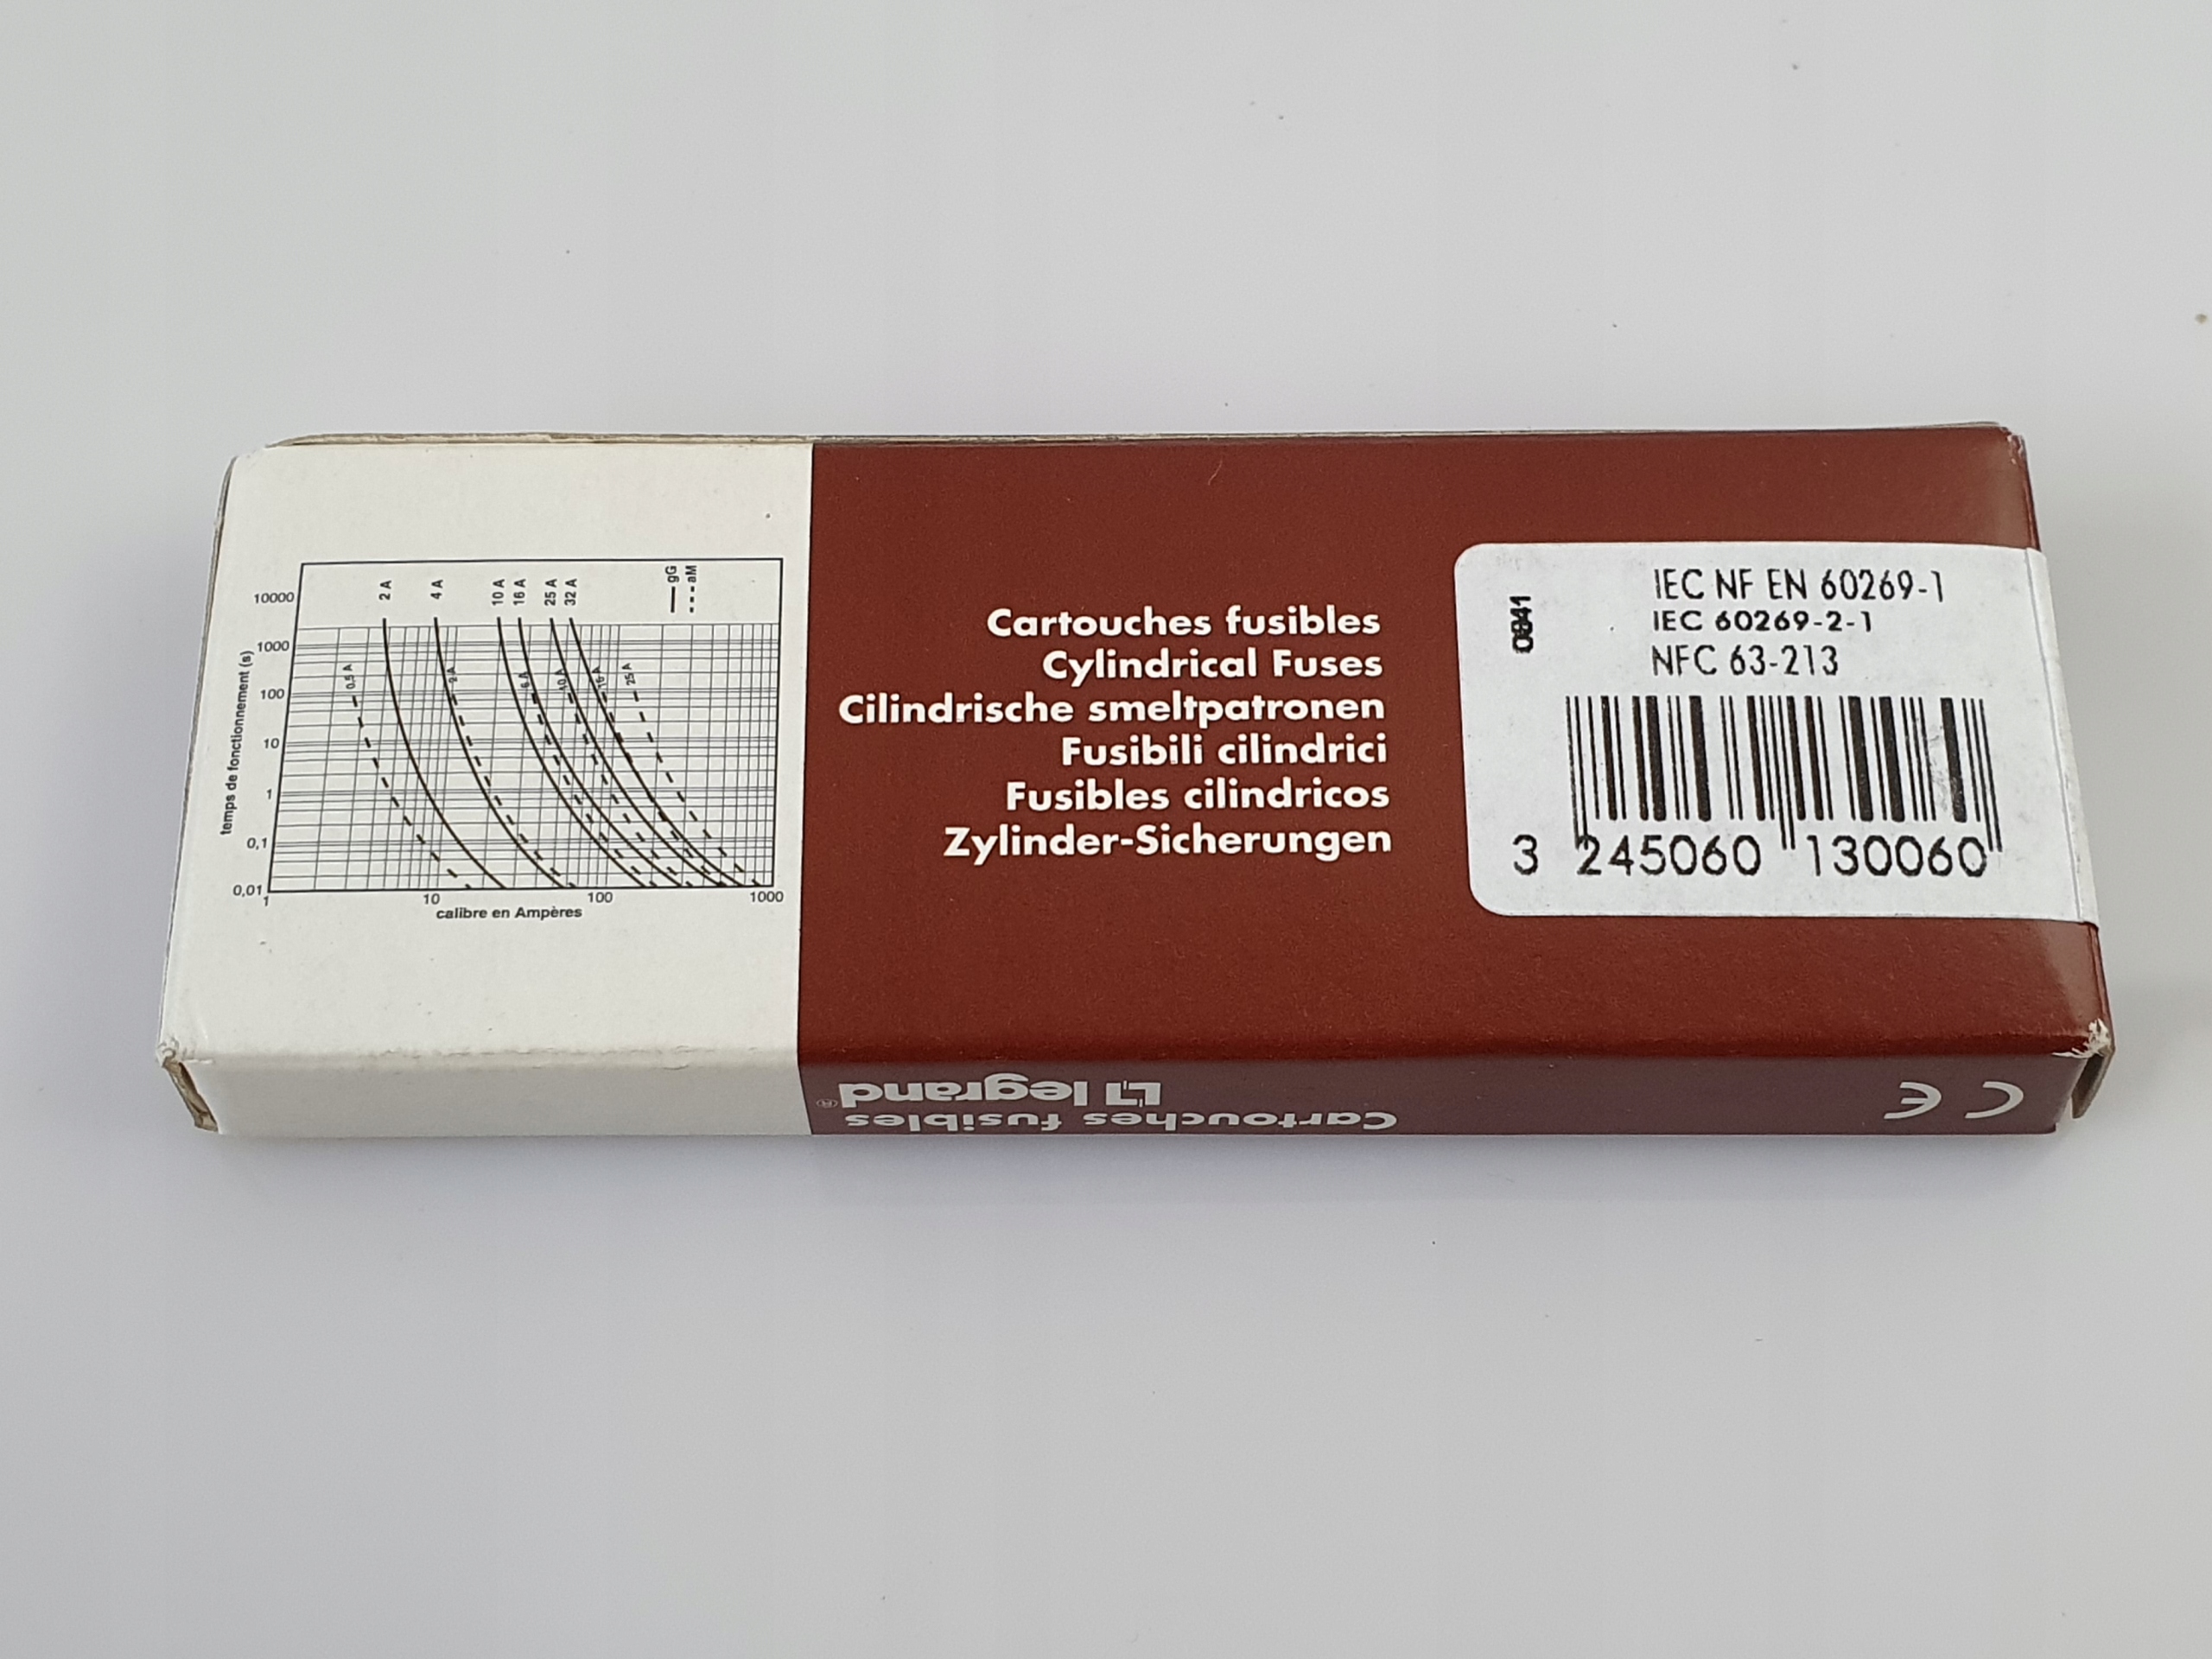 10000
1000
100
10
1
0,1
0,01
temps de fonctionnement (s)
2 A
4 A
10 A
16 A
25 A
32 A
gG
aM
0,5 A
2 A
6 A
10 A
16 A
25 A
1
10
100
1000
calibre en Ampères
Cartouches fusibles
Cylindrical Fuses
Cilindrische smeltpatronen
Fusibili cilindrici
Fusibles cilindricos
Zylinder-Sicherungen
IEC NF EN 60269-1
IEC 60269-2-1
NFC 63-213
3 245060 130060
legrand®
Cartouches fusibles
CE